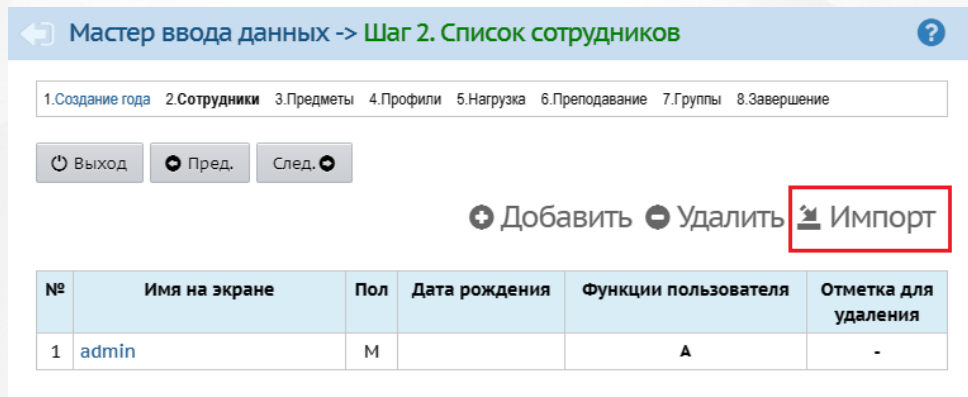 Мастер ввода данных -> Шаг 2. Список сотрудников ?
1.Создание года 2.Сотрудники 3.Предметы 4.Профили 5.Нагрузка 6.Преподавание 7.Группы 8.Завершение
Выход Пред. След.
Добавить Удалить Импорт
№ Имя на экране Пол Дата рождения Функции пользователя Отметка для
удаления
1 admin М А -